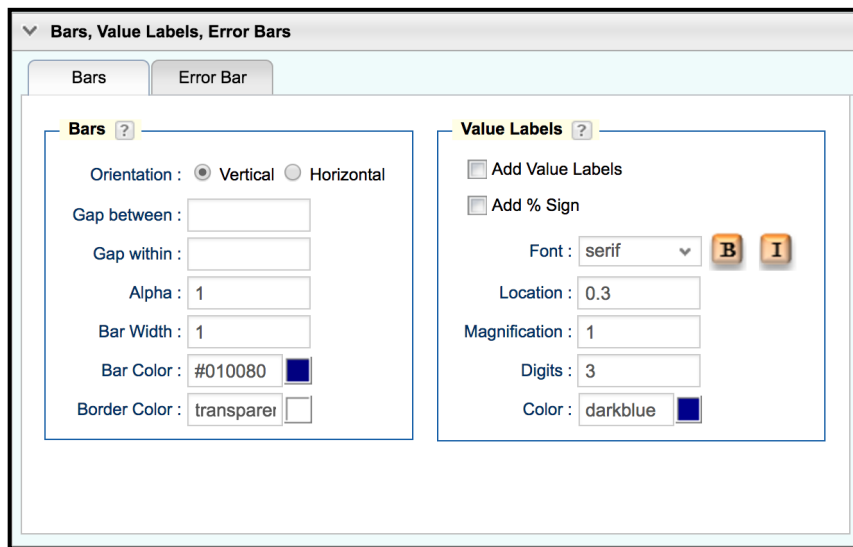 Bars, Value Labels, Error Bars
Bars Error Bar
Bars ?
Orientation : Vertical Horizontal
Gap between :
Gap within :
Alpha : 1
Bar Width : 1
Bar Color : #010080
Border Color : transparer
Value Labels ?
Add Value Labels
Add % Sign
Font : serif B I
Location : 0.3
Magnification : 1
Digits : 3
Color : darkblue